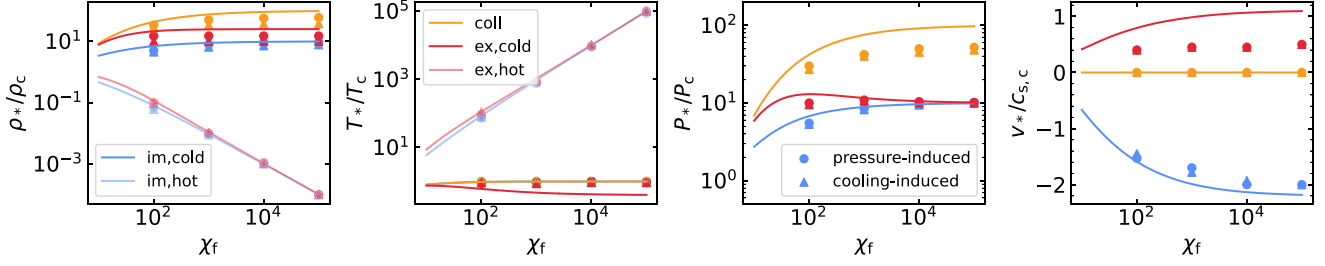 ρ*/ρc
10^1
10^-1
10^-3
im,cold
im,hot
10^2
10^4
χf
T*/Tc
10^5
10^3
10^1
coll
ex,cold
ex,hot
10^2
10^4
χf
P*/Pc
10^2
10^1
10^0
pressure-induced
cooling-induced
10^2
10^4
χf
v*/cs,c
1
0
−1
−2
10^2
10^4
χf